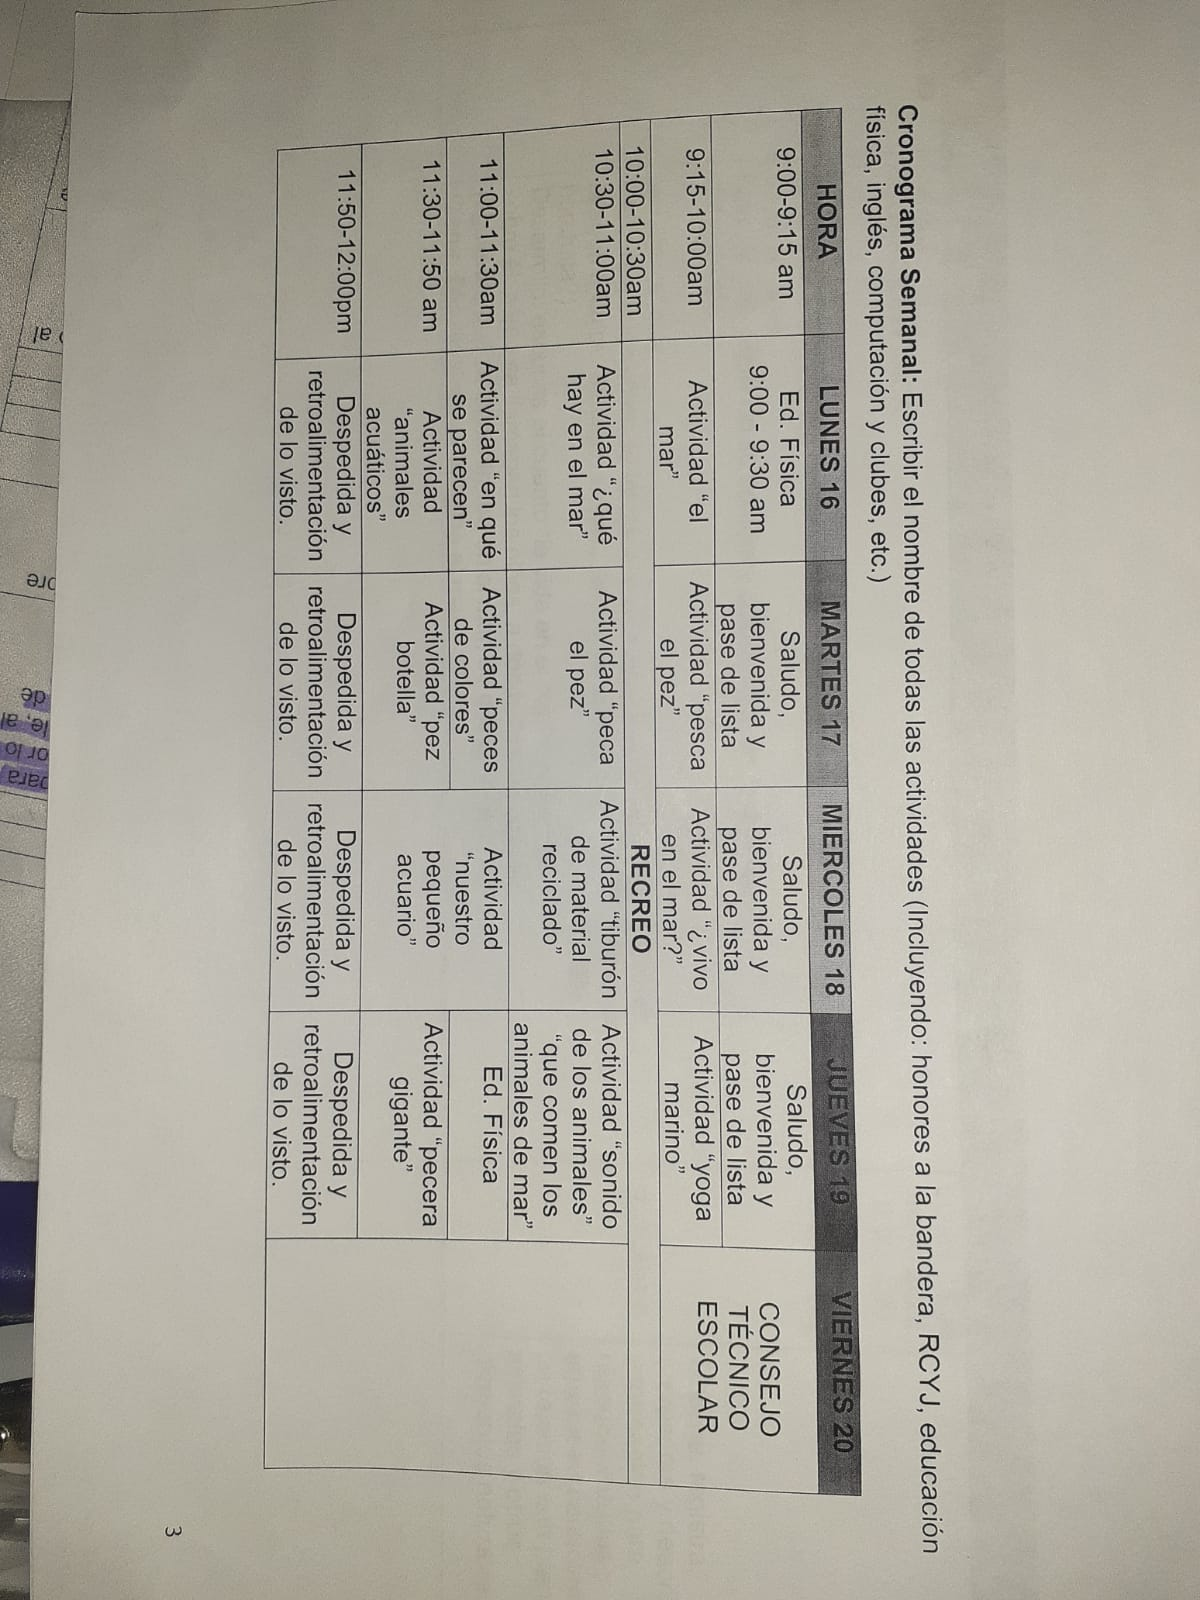 Cronograma Semanal: Escribir el nombre de todas las actividades (Incluyendo: honores a la bandera, RCYJ, educación
física, inglés, computación y clubes, etc.)
HORA
LUNES 16
MARTES 17
MIERCOLES 18
JUEVES 19
VIERNES 20
9:00-9:15 am
Ed. Física
9:00 - 9:30 am
Saludo,
bienvenida y
pase de lista
Saludo,
bienvenida y
pase de lista
Saludo,
bienvenida y
pase de lista
CONSEJO
TÉCNICO
ESCOLAR
9:15-10:00am
Actividad “el
mar”
Actividad “pesca
el pez”
Actividad “¿vivo
en el mar?”
Actividad “yoga
marino”
10:00-10:30am
RECREO
10:30-11:00am
Actividad “¿qué
hay en el mar”
Actividad “peca
el pez”
Actividad “tiburón
de material
reciclado”
Actividad “sonido
de los animales”
“que comen los
animales de mar”
11:00-11:30am
Actividad “en qué
se parecen”
Actividad “peces
de colores”
Actividad
“nuestro
pequeño
acuario”
Ed. Física
11:30-11:50 am
Actividad
“animales
acuáticos”
Actividad “pez
botella”
Actividad “pecera
gigante”
11:50-12:00pm
Despedida y
retroalimentación
de lo visto.
Despedida y
retroalimentación
de lo visto.
Despedida y
retroalimentación
de lo visto.
Despedida y
retroalimentación
de lo visto.
3
al
de
le, al
or lo
para